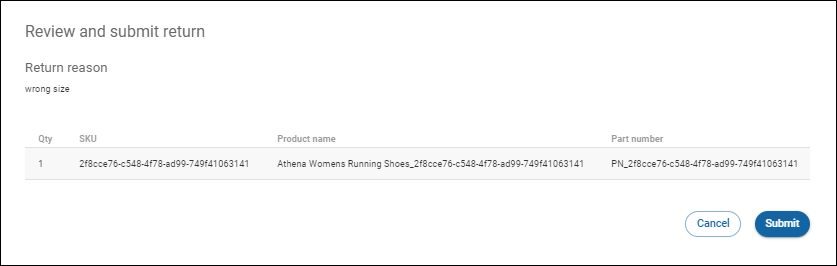 Review and submit return
Return reason
wrong size
Qty SKU Product name Part number
1 2f8cce76-c548-4f78-ad99-749f41063141 Athena Womens Running Shoes_2f8cce76-c548-4f78-ad99-749f41063141 PN_2f8cce76-c548-4f78-ad99-749f41063141
Cancel Submit